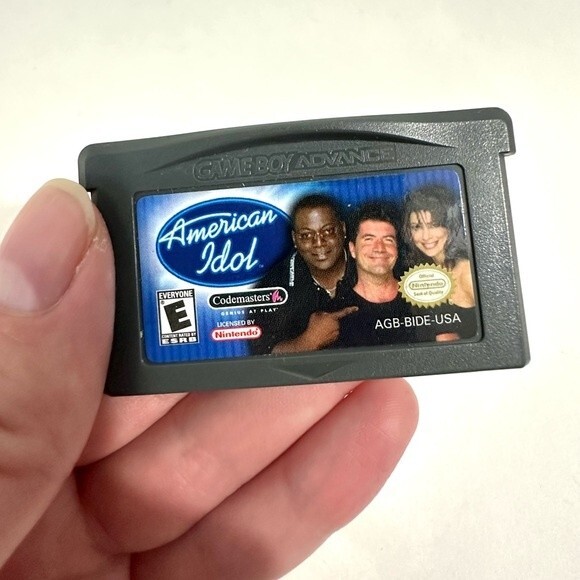 GAME BOY ADVANCE
American
Idol™
EVERYONE
E
CONTENT RATED BY
ESRB
Codemasters
GENIUS AT PLAY
LICENSED BY
Nintendo
Official
Nintendo
Seal of Quality
AGB-BIDE-USA